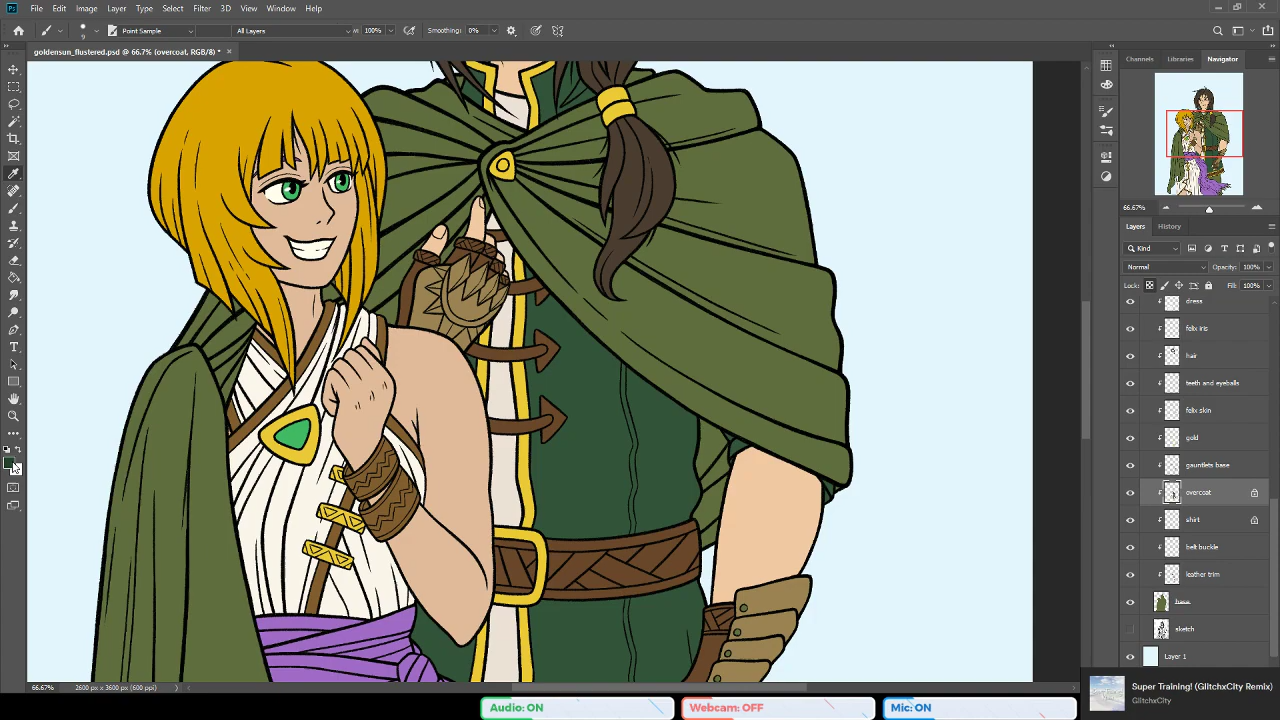 Ps File Edit Image Layer Type Select Filter 3D View Window Help
Point Sample All Layers 100% Smoothing: 0%
9
goldensun_flustered.psd @ 66.7% (overcoat, RGB/8) * ×
Channels Libraries Navigator
66.67%
Layers History
Kind
Normal Opacity: 100%
Lock: Fill: 100%
dress
felix iris
hair
teeth and eyeballs
felix skin
gold
gauntlets base
overcoat
shirt
belt buckle
leather trim
base
sketch
Layer 1
66.67% 2600 px x 3600 px (600 ppi)
Super Training! (GlitchxCity Remix)
GlitchxCity
Audio: ON Webcam: OFF Mic: ON